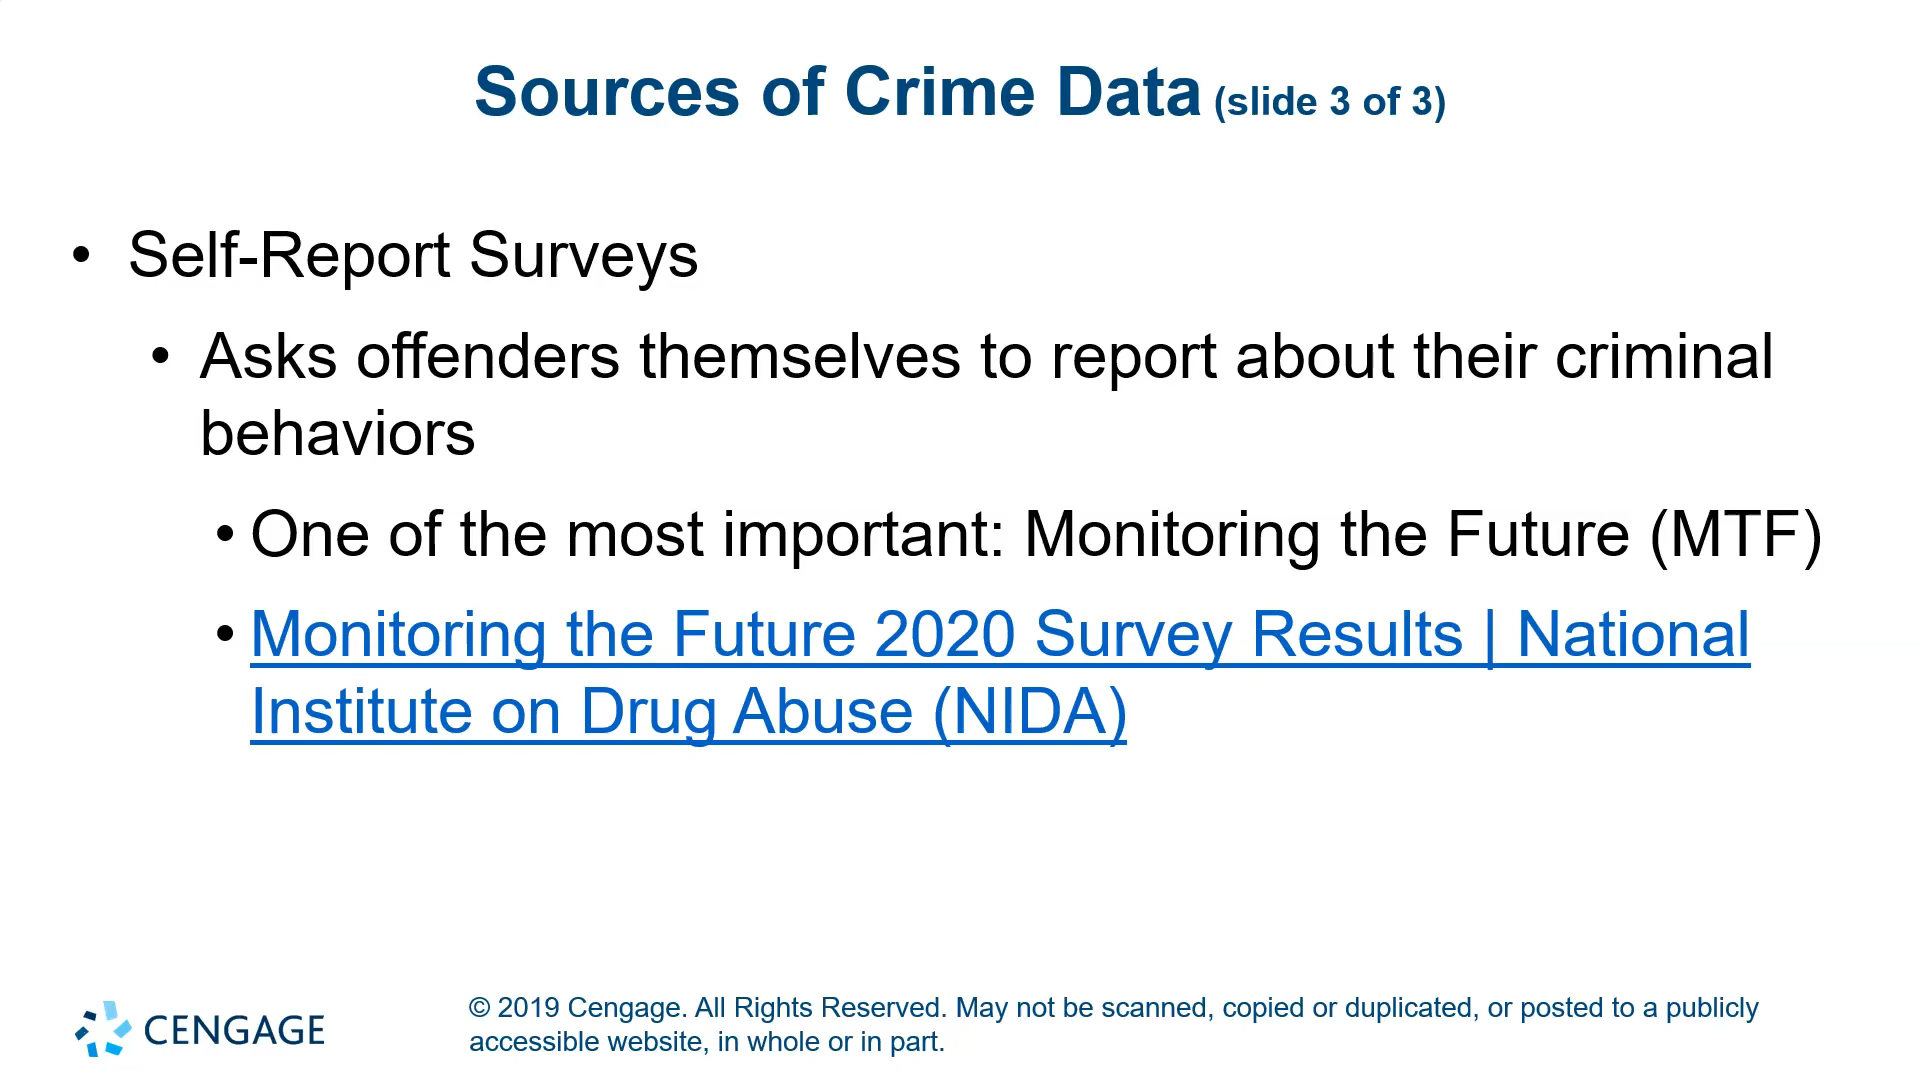 Sources of Crime Data (slide 3 of 3)
• Self-Report Surveys
• Asks offenders themselves to report about their criminal
behaviors
• One of the most important: Monitoring the Future (MTF)
• Monitoring the Future 2020 Survey Results | National
Institute on Drug Abuse (NIDA)
CENGAGE
© 2019 Cengage. All Rights Reserved. May not be scanned, copied or duplicated, or posted to a publicly
accessible website, in whole or in part.